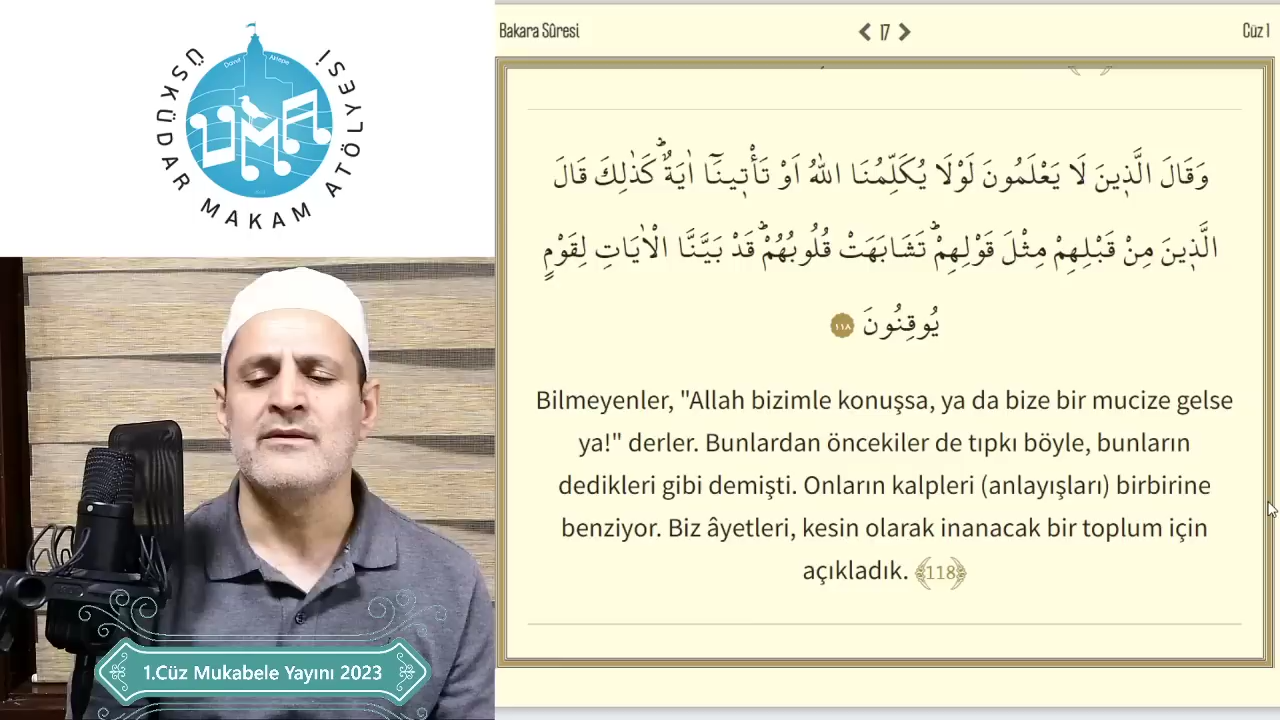 ÜSKÜDAR MAKAM ATÖLYESİ
UMA
1.Cüz Mukabele Yayını 2023
Bakara Sûresi
17
Cüz 1
وَقَالَ الَّذ۪ينَ لَا يَعْلَمُونَ لَوْلَا يُكَلِّمُنَا اللّٰهُ اَوْ تَأْت۪ينَٓا اٰيَةٌۜ كَذٰلِكَ قَالَ
الَّذ۪ينَ مِنْ قَبْلِهِمْ مِثْلَ قَوْلِهِمْۜ تَشَابَهَتْ قُلُوبُهُمْۜ قَدْ بَيَّنَّا الْاٰيَاتِ لِقَوْمٍ
يُوقِنُونَ ١١٨
Bilmeyenler, "Allah bizimle konuşsa, ya da bize bir mucize gelse
ya!" derler. Bunlardan öncekiler de tıpkı böyle, bunların
dedikleri gibi demişti. Onların kalpleri (anlayışları) birbirine
benziyor. Biz âyetleri, kesin olarak inanacak bir toplum için
açıkladık. ﴾118﴿